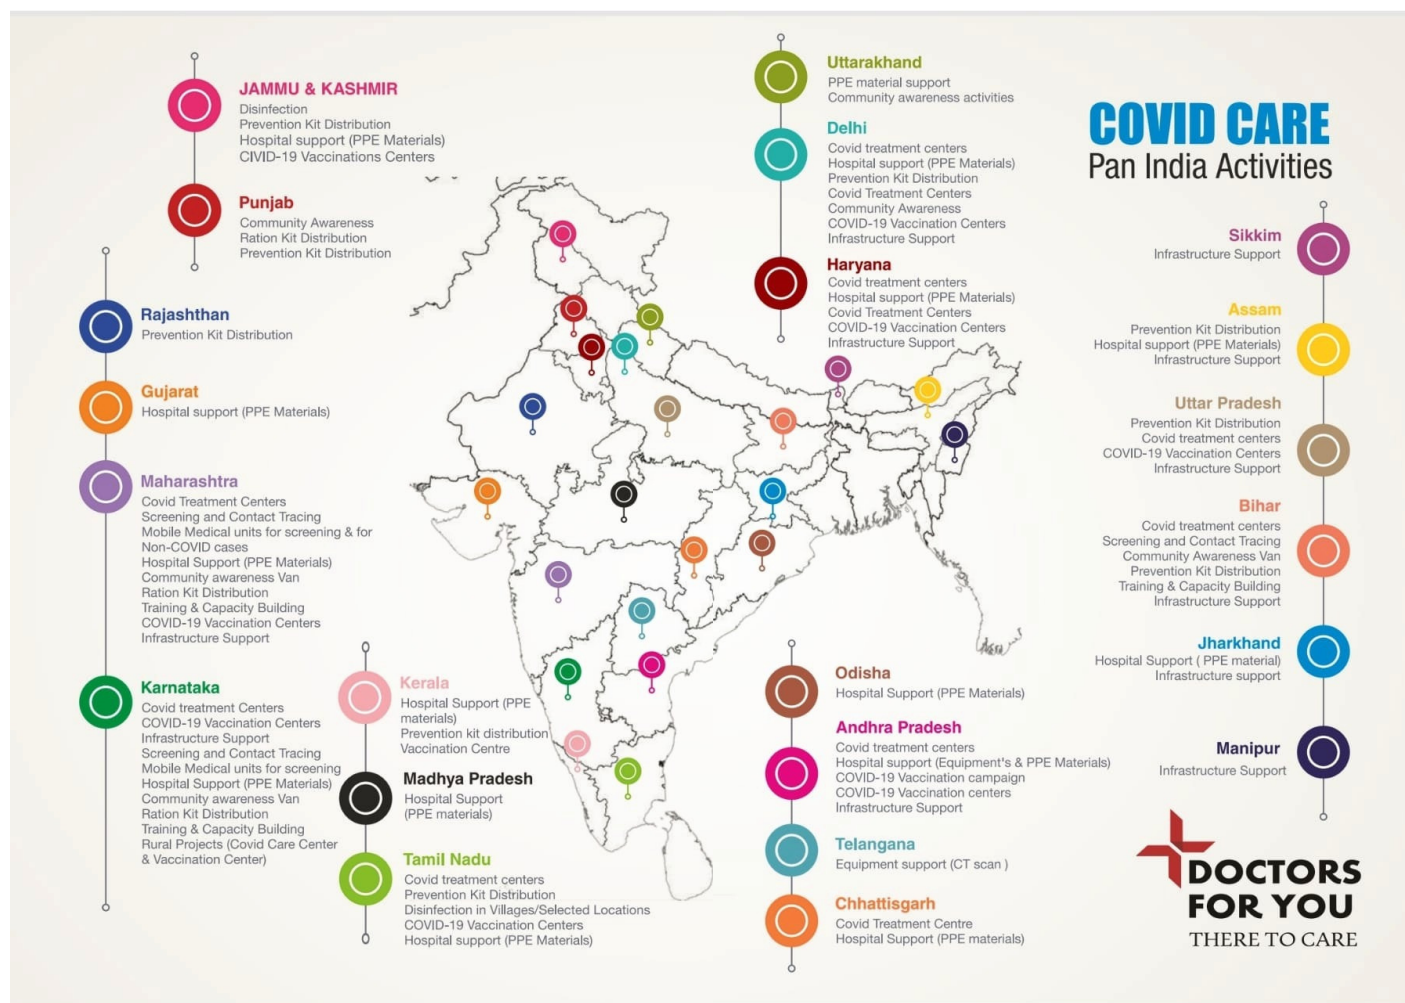 JAMMU & KASHMIR
Disinfection
Prevention Kit Distribution
Hospital support (PPE Materials)
CIVID-19 Vaccinations Centers
Punjab
Community Awareness
Ration Kit Distribution
Prevention Kit Distribution
Rajashthan
Prevention Kit Distribution
Gujarat
Hospital support (PPE Materials)
Maharashtra
Covid Treatment Centers
Screening and Contact Tracing
Mobile Medical units for screening & for
Non-COVID cases
Hospital Support (PPE Materials)
Community awareness Van
Ration Kit Distribution
Training & Capacity Building
COVID-19 Vaccination Centers
Infrastructure Support
Karnataka
Covid treatment Centers
COVID-19 Vaccination Centers
Infrastructure Support
Screening and Contact Tracing
Mobile Medical units for screening
Hospital Support (PPE Materials)
Community awareness Van
Ration Kit Distribution
Training & Capacity Building
Rural Projects (Covid Care Center
& Vaccination Center)
Kerala
Hospital Support (PPE
materials)
Prevention kit distribution
Vaccination Centre
Madhya Pradesh
Hospital Support
(PPE materials)
Tamil Nadu
Covid treatment centers
Prevention Kit Distribution
Disinfection in Villages/Selected Locations
COVID-19 Vaccination Centers
Hospital support (PPE Materials)
Uttarakhand
PPE material support
Community awareness activities
Delhi
Covid treatment centers
Hospital support (PPE Materials)
Prevention Kit Distribution
Covid Treatment Centers
Community Awareness
COVID-19 Vaccination Centers
Infrastructure Support
Haryana
Covid treatment centers
Hospital support (PPE Materials)
Covid Treatment Centers
COVID-19 Vaccination Centers
Infrastructure Support
Odisha
Hospital Support (PPE Materials)
Andhra Pradesh
Covid treatment centers
Hospital support (Equipment's & PPE Materials)
COVID-19 Vaccination campaign
COVID-19 Vaccination centers
Infrastructure Support
Telangana
Equipment support (CT scan )
Chhattisgarh
Covid Treatment Centre
Hospital Support (PPE materials)
COVID CARE
Pan India Activities
Sikkim
Infrastructure Support
Assam
Prevention Kit Distribution
Hospital support (PPE Materials)
Infrastructure Support
Uttar Pradesh
Prevention Kit Distribution
Covid treatment centers
COVID-19 Vaccination Centers
Infrastructure Support
Bihar
Covid treatment centers
Screening and Contact Tracing
Community Awareness Van
Prevention Kit Distribution
Training & Capacity Building
Infrastructure Support
Jharkhand
Hospital Support ( PPE material)
Infrastructure support
Manipur
Infrastructure Support
DOCTORS
FOR YOU
THERE TO CARE